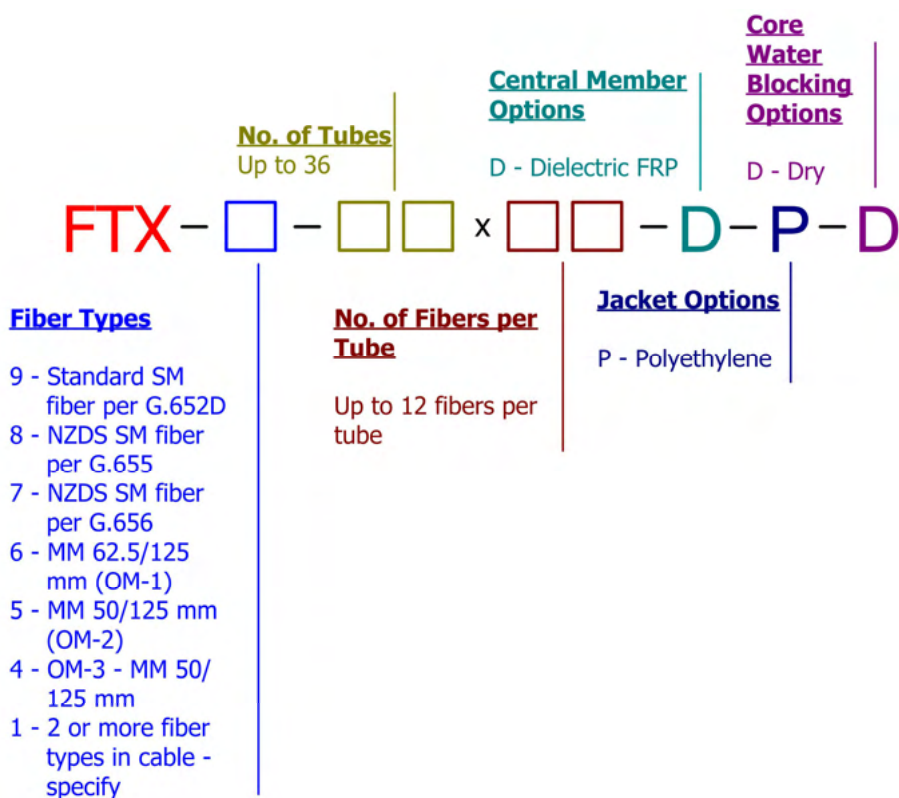 Core
Water
Blocking
Options
D - Dry
Central Member
Options
D - Dielectric FRP
No. of Tubes
Up to 36
FTX - □ - □□ x □□ - D - P - D
Fiber Types
9 - Standard SM
fiber per G.652D
8 - NZDS SM fiber
per G.655
7 - NZDS SM fiber
per G.656
6 - MM 62.5/125
mm (OM-1)
5 - MM 50/125 mm
(OM-2)
4 - OM-3 - MM 50/
125 mm
1 - 2 or more fiber
types in cable -
specify
No. of Fibers per
Tube
Up to 12 fibers per
tube
Jacket Options
P - Polyethylene